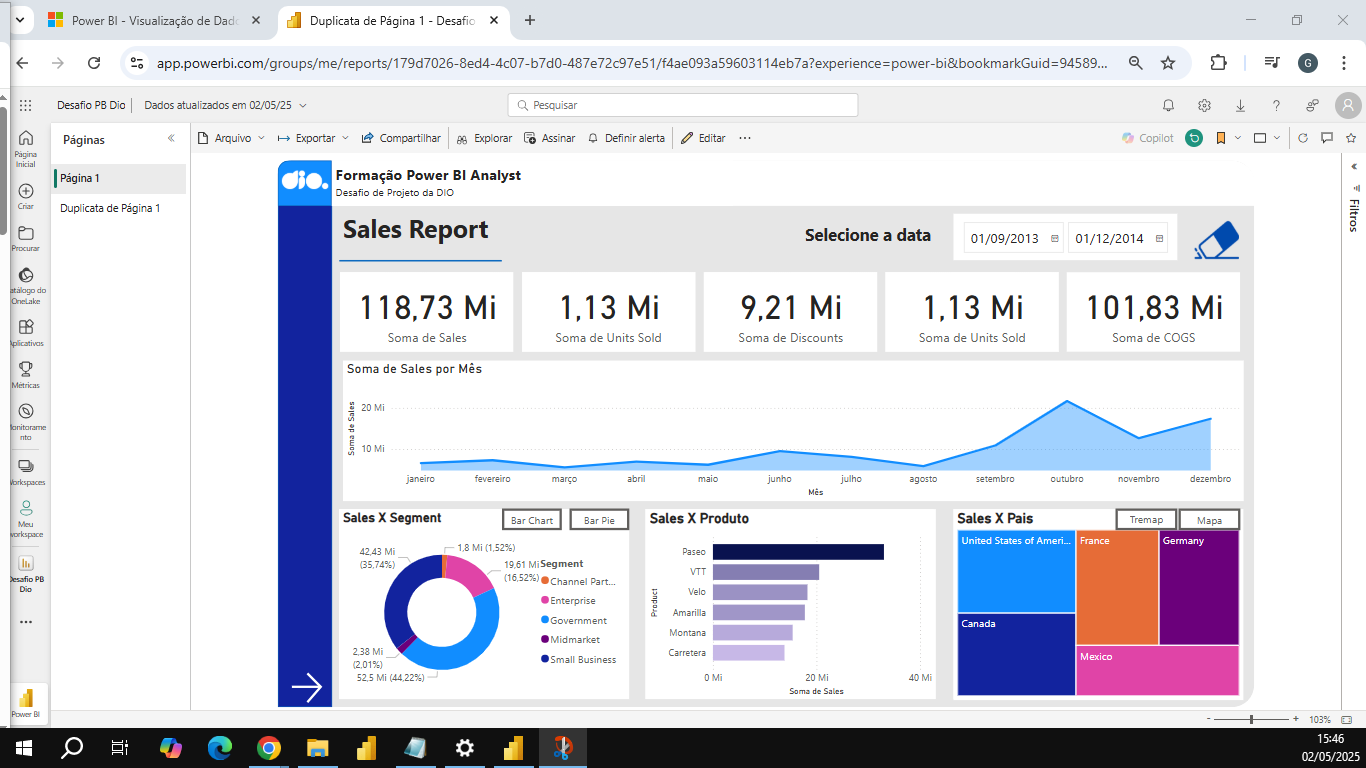 Power BI - Visualização de Dado
Duplicata de Página 1 - Desafio
app.powerbi.com/groups/me/reports/179d7026-8ed4-4c07-b7d0-487e72c97e51/f4ae093a59603114eb7a?experience=power-bi&bookmarkGuid=94589...
G
Desafio PB Dio
Dados atualizados em 02/05/25
Pesquisar
Páginas
Arquivo
Exportar
Compartilhar
Explorar
Assinar
Definir alerta
Editar
Copilot
Página Inicial
Criar
Procurar
atálogo do OneLake
plicativos
Métricas
Monitorame nto
Workspaces
Meu workspace
Desafio PB Dio
Power BI
Página 1
Duplicata de Página 1
Filtros
dio.
Formação Power BI Analyst
Desafio de Projeto da DIO
Sales Report
Selecione a data
01/09/2013
01/12/2014
118,73 Mi
Soma de Sales
1,13 Mi
Soma de Units Sold
9,21 Mi
Soma de Discounts
1,13 Mi
Soma de Units Sold
101,83 Mi
Soma de COGS
Soma de Sales por Mês
Soma de Sales
20 Mi
10 Mi
janeiro fevereiro março abril maio junho julho agosto setembro outubro novembro dezembro
Mês
Sales X Segment
Bar Chart
Bar Pie
1,8 Mi (1,52%)
19,61 Mi
(16,52%)
42,43 Mi
(35,74%)
2,38 Mi
(2,01%)
52,5 Mi (44,22%)
Segment
Channel Part...
Enterprise
Government
Midmarket
Small Business
Sales X Produto
Product
Paseo
VTT
Velo
Amarilla
Montana
Carretera
0 Mi 20 Mi 40 Mi
Soma de Sales
Sales X Pais
Tremap
Mapa
United States of Ameri...
France
Germany
Canada
Mexico
- + 103%
15:46
02/05/2025